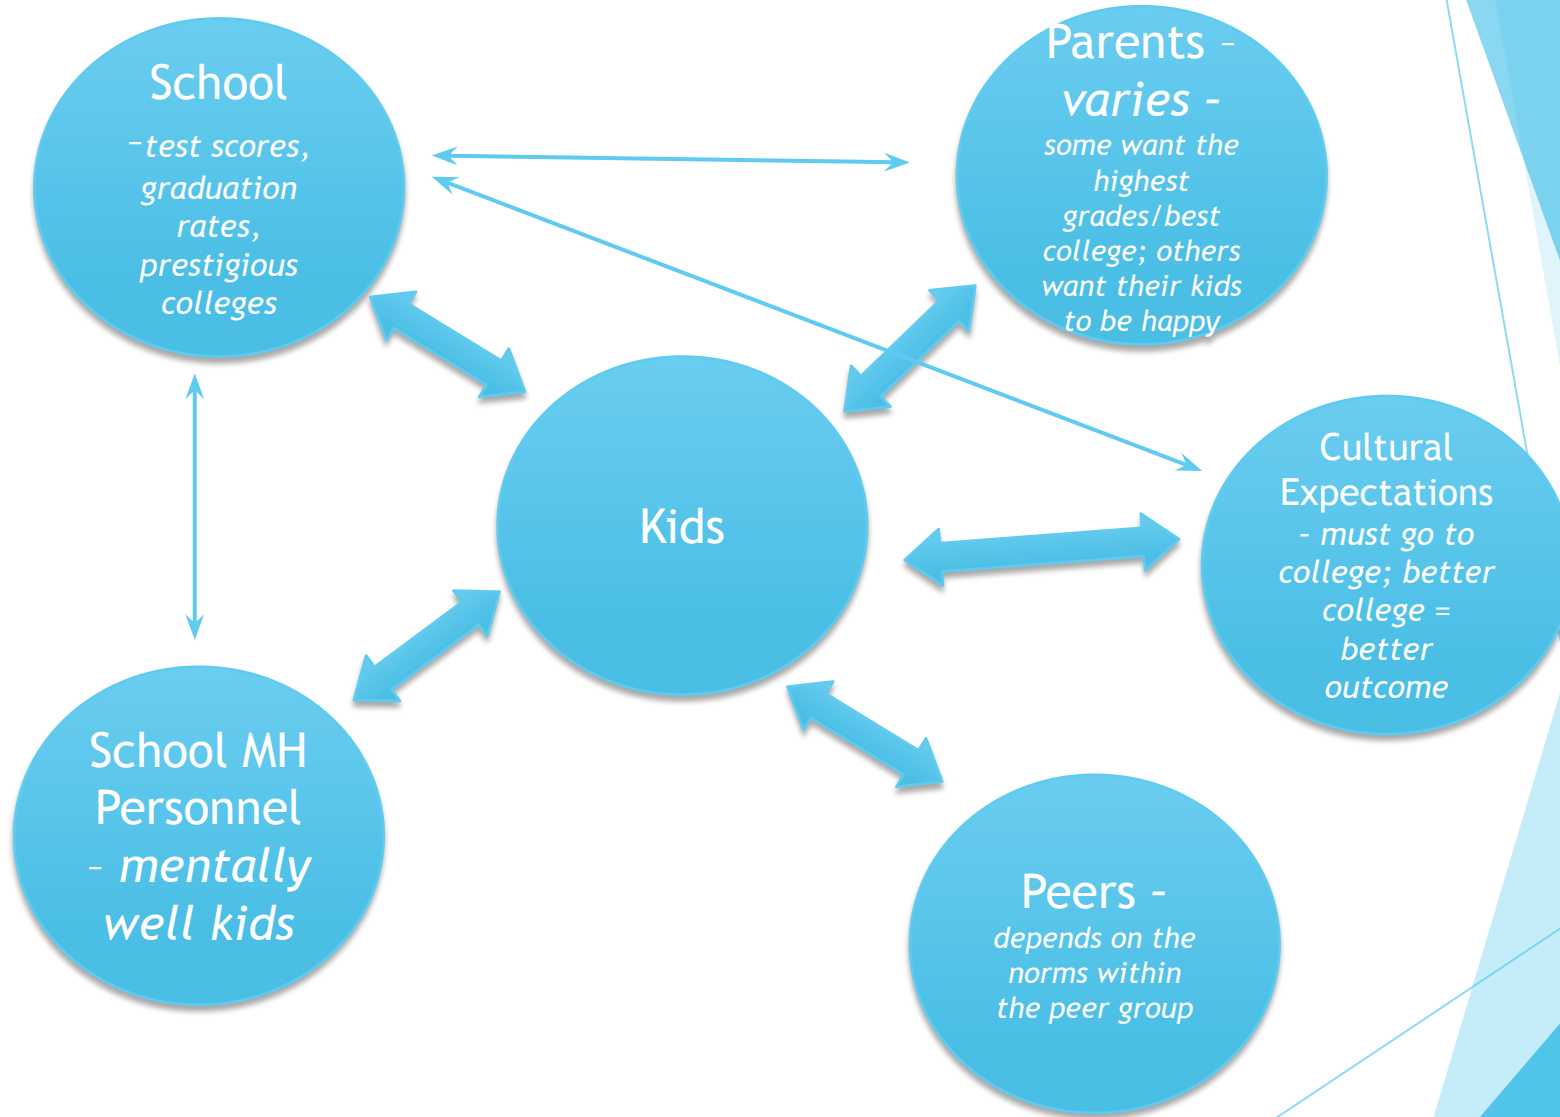 School
–test scores,
graduation
rates,
prestigious
colleges
Parents –
varies –
some want the
highest
grades/best
college; others
want their kids
to be happy
Kids
Cultural
Expectations
- must go to
college; better
college =
better
outcome
School MH
Personnel
– mentally
well kids
Peers –
depends on the
norms within
the peer group